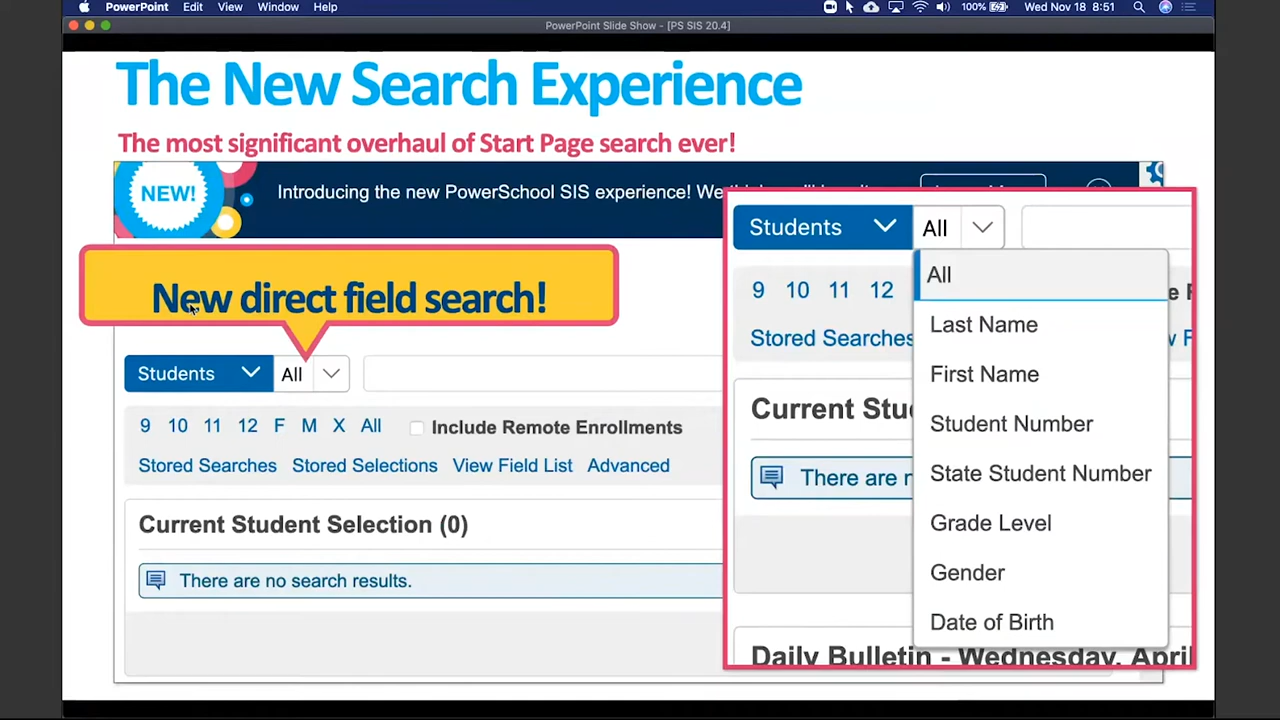 PowerPoint Edit View Window Help 100% Wed Nov 18 8:51
PowerPoint Slide Show - [PS SIS 20.4]
The New Search Experience
The most significant overhaul of Start Page search ever!
NEW! Introducing the new PowerSchool SIS experience!
New direct field search!
Students All
9 10 11 12 F M X All Include Remote Enrollments
Stored Searches Stored Selections View Field List Advanced
Current Student Selection (0)
There are no search results.
Students All
9 10 11 12
Stored Searches
Current Stu
There are
Daily Bulletin - Wednesday, April
All
Last Name
First Name
Student Number
State Student Number
Grade Level
Gender
Date of Birth